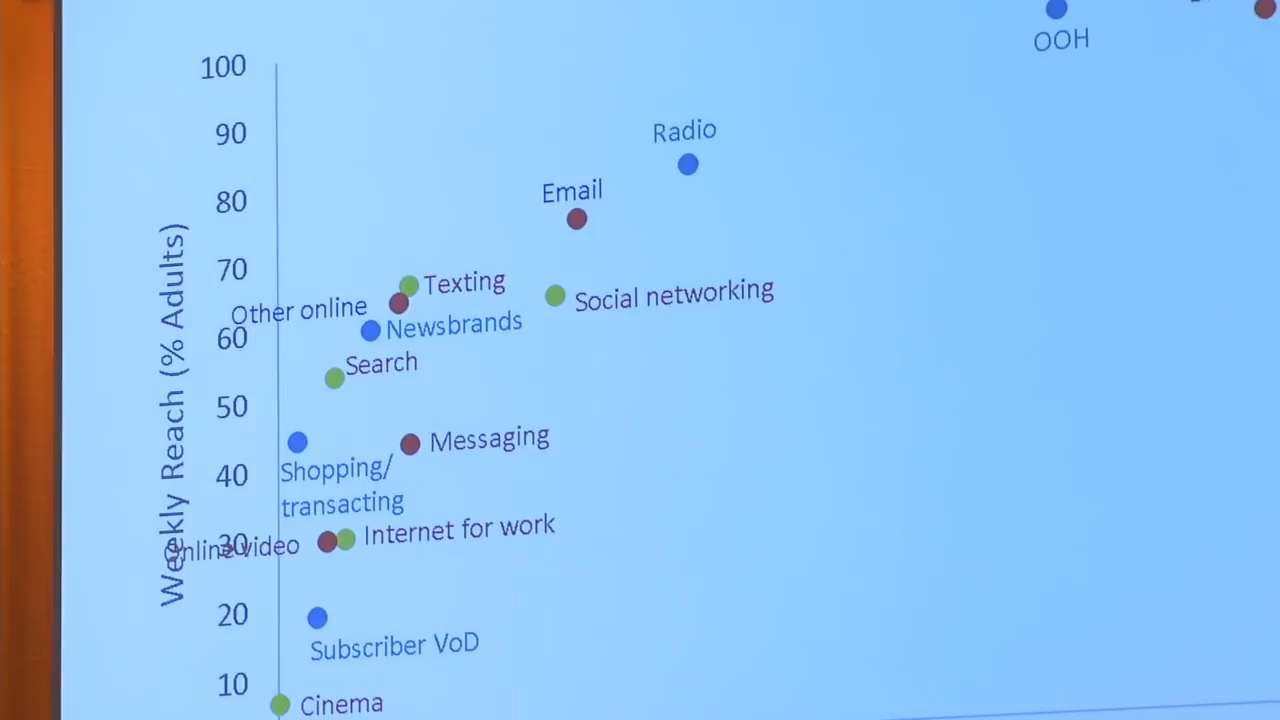 OOH
100
90
80
70
60
50
40
30
20
10
Weekly Reach (% Adults)
Radio
Email
Texting
Social networking
Other online
Newsbrands
Search
Messaging
Shopping/
transacting
Internet for work
Online video
Subscriber VoD
Cinema